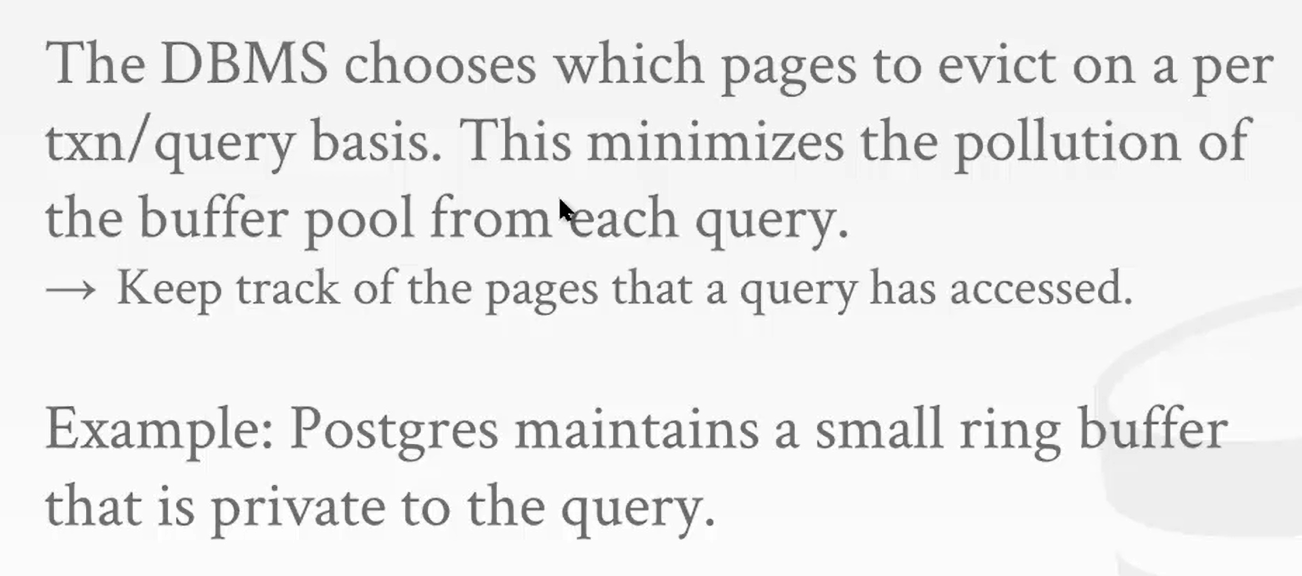 The DBMS chooses which pages to evict on a per
txn/query basis. This minimizes the pollution of
the buffer pool from each query.
→ Keep track of the pages that a query has accessed.
Example: Postgres maintains a small ring buffer
that is private to the query.